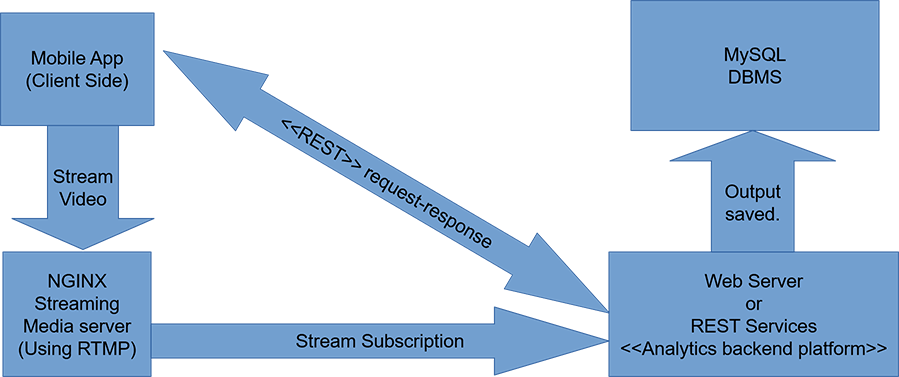 Mobile App
(Client Side)
MySQL
DBMS
<<REST>> request-response
Stream
Video
Output
saved.
NGINX
Streaming
Media server
(Using RTMP)
Stream Subscription
Web Server
or
REST Services
<<Analytics backend platform>>